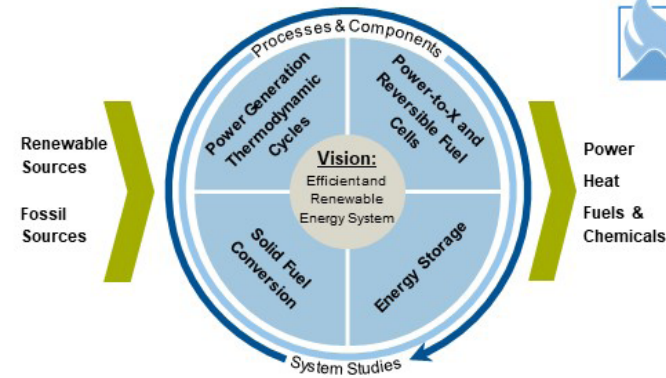 Processes & Components
Power Generation
Thermodynamic
Cycles
Power-to-X and
Reversible Fuel
Cells
Renewable
Sources
Fossil
Sources
Vision:
Efficient and
Renewable
Energy System
Power
Heat
Fuels &
Chemicals
Solid Fuel
Conversion
Energy Storage
System Studies